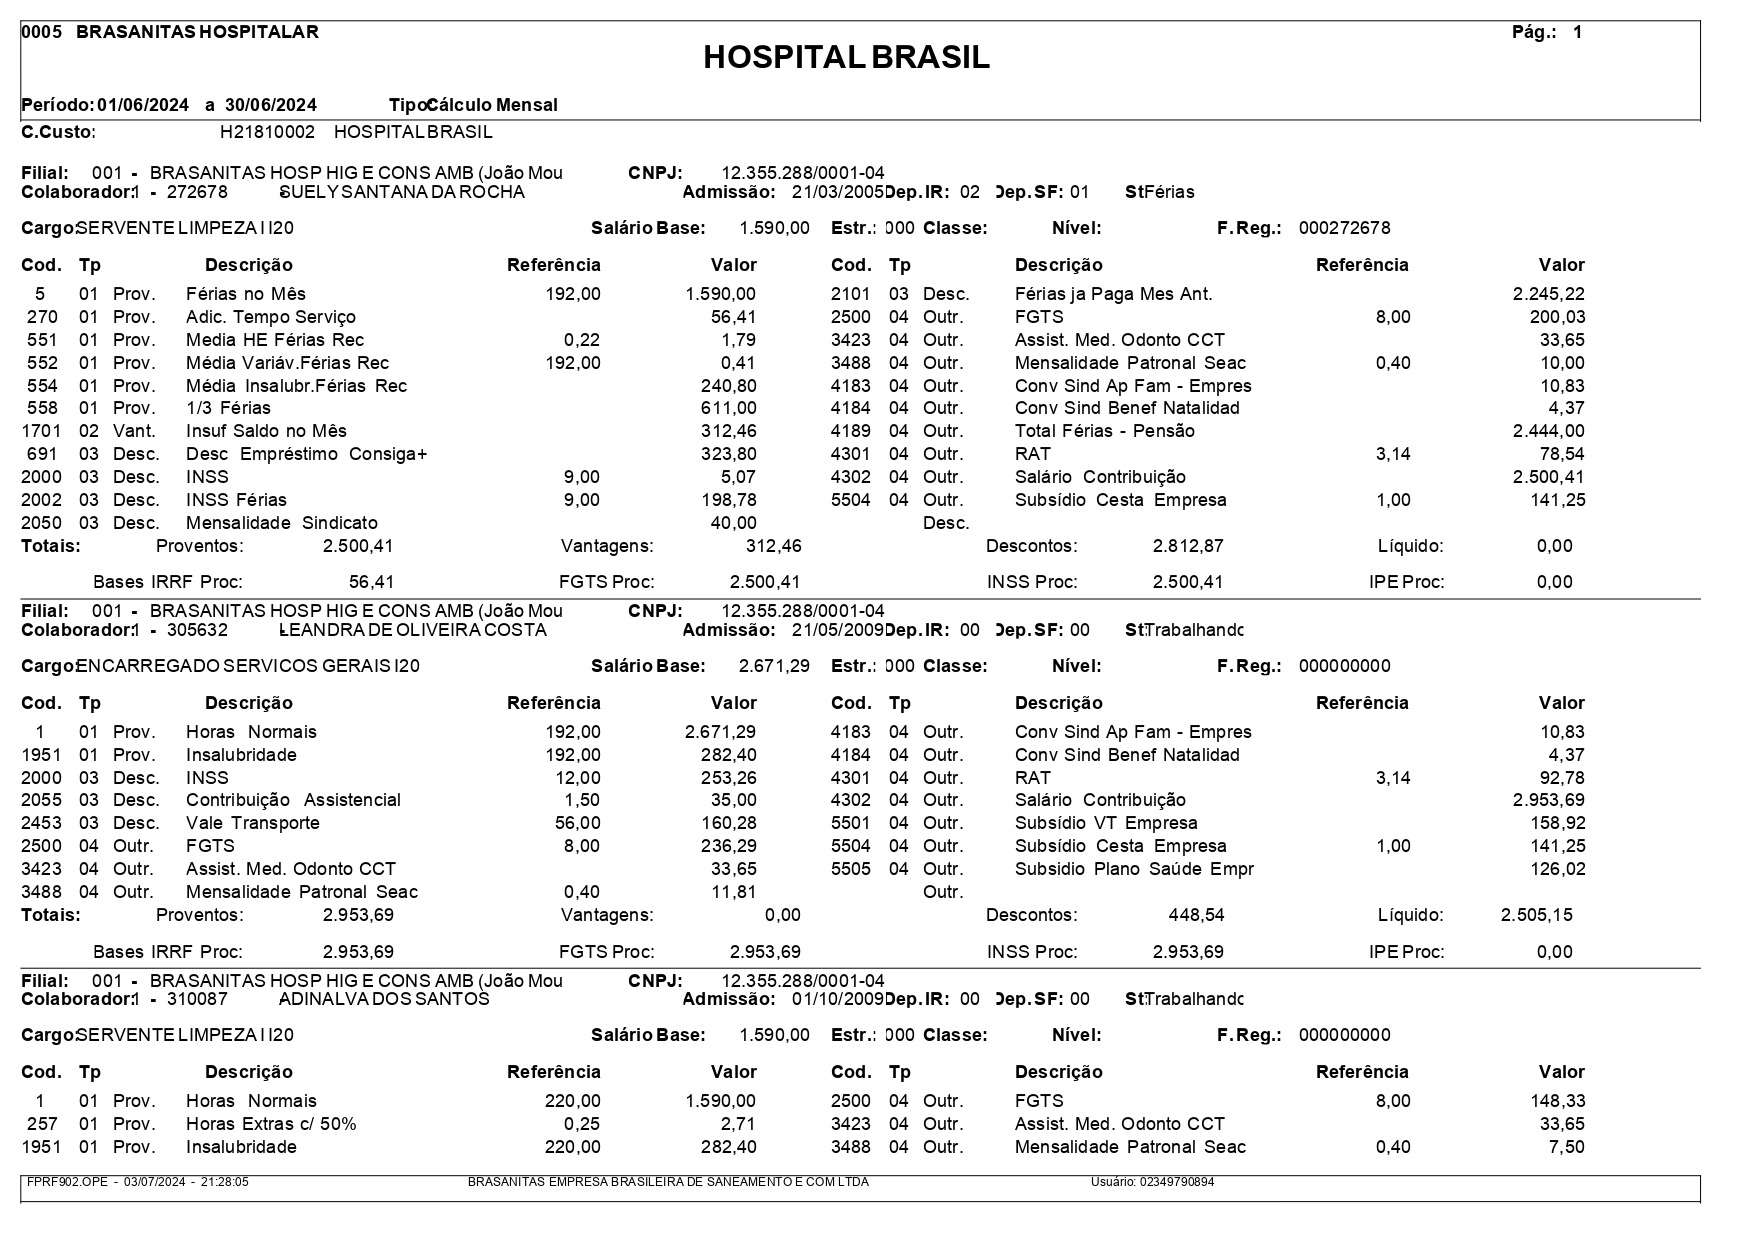 0005 BRASANITAS HOSPITALAR Pág.: 1
HOSPITAL BRASIL
Período: 01/06/2024 a 30/06/2024 Tipo: Cálculo Mensal
C.Custo: H21810002 HOSPITAL BRASIL
Filial: 001 - BRASANITAS HOSP HIG E CONS AMB (João Mou CNPJ: 12.355.288/0001-04
Colaborador: 1 - 272678 - SUELY SANTANA DA ROCHA Admissão: 21/03/2005 Dep.IR: 02 Dep.SF: 01 St Férias
Cargo: SERVENTE LIMPEZA I I20 Salário Base: 1.590,00 Estr.: 000 Classe: Nível: F.Reg.: 000272678
Cod. Tp Descrição Referência Valor Cod. Tp Descrição Referência Valor
5 01 Prov. Férias no Mês 192,00 1.590,00 2101 03 Desc. Férias ja Paga Mes Ant. 2.245,22
270 01 Prov. Adic. Tempo Serviço 56,41 2500 04 Outr. FGTS 8,00 200,03
551 01 Prov. Media HE Férias Rec 0,22 1,79 3423 04 Outr. Assist. Med. Odonto CCT 33,65
552 01 Prov. Média Variáv.Férias Rec 192,00 0,41 3488 04 Outr. Mensalidade Patronal Seac 0,40 10,00
554 01 Prov. Média Insalubr.Férias Rec 240,80 4183 04 Outr. Conv Sind Ap Fam - Empres 10,83
558 01 Prov. 1/3 Férias 611,00 4184 04 Outr. Conv Sind Benef Natalidad 4,37
1701 02 Vant. Insuf Saldo no Mês 312,46 4189 04 Outr. Total Férias - Pensão 2.444,00
691 03 Desc. Desc Empréstimo Consiga+ 323,80 4301 04 Outr. RAT 3,14 78,54
2000 03 Desc. INSS 9,00 5,07 4302 04 Outr. Salário Contribuição 2.500,41
2002 03 Desc. INSS Férias 9,00 198,78 5504 04 Outr. Subsídio Cesta Empresa 1,00 141,25
2050 03 Desc. Mensalidade Sindicato 40,00 Desc.
Totais: Proventos: 2.500,41 Vantagens: 312,46 Descontos: 2.812,87 Líquido: 0,00
Bases IRRF Proc: 56,41 FGTS Proc: 2.500,41 INSS Proc: 2.500,41 IPE Proc: 0,00
Filial: 001 - BRASANITAS HOSP HIG E CONS AMB (João Mou CNPJ: 12.355.288/0001-04
Colaborador: 1 - 305632 - LEANDRA DE OLIVEIRA COSTA Admissão: 21/05/2009 Dep.IR: 00 Dep.SF: 00 St: Trabalhando
Cargo: ENCARREGADO SERVICOS GERAIS I20 Salário Base: 2.671,29 Estr.: 000 Classe: Nível: F.Reg.: 000000000
Cod. Tp Descrição Referência Valor Cod. Tp Descrição Referência Valor
1 01 Prov. Horas Normais 192,00 2.671,29 4183 04 Outr. Conv Sind Ap Fam - Empres 10,83
1951 01 Prov. Insalubridade 192,00 282,40 4184 04 Outr. Conv Sind Benef Natalidad 4,37
2000 03 Desc. INSS 12,00 253,26 4301 04 Outr. RAT 3,14 92,78
2055 03 Desc. Contribuição Assistencial 1,50 35,00 4302 04 Outr. Salário Contribuição 2.953,69
2453 03 Desc. Vale Transporte 56,00 160,28 5501 04 Outr. Subsídio VT Empresa 158,92
2500 04 Outr. FGTS 8,00 236,29 5504 04 Outr. Subsídio Cesta Empresa 1,00 141,25
3423 04 Outr. Assist. Med. Odonto CCT 33,65 5505 04 Outr. Subsidio Plano Saúde Empr 126,02
3488 04 Outr. Mensalidade Patronal Seac 0,40 11,81 Outr.
Totais: Proventos: 2.953,69 Vantagens: 0,00 Descontos: 448,54 Líquido: 2.505,15
Bases IRRF Proc: 2.953,69 FGTS Proc: 2.953,69 INSS Proc: 2.953,69 IPE Proc: 0,00
Filial: 001 - BRASANITAS HOSP HIG E CONS AMB (João Mou CNPJ: 12.355.288/0001-04
Colaborador: 1 - 310087 ADINALVA DOS SANTOS Admissão: 01/10/2009 Dep.IR: 00 Dep.SF: 00 St: Trabalhando
Cargo: SERVENTE LIMPEZA I I20 Salário Base: 1.590,00 Estr.: 000 Classe: Nível: F.Reg.: 000000000
Cod. Tp Descrição Referência Valor Cod. Tp Descrição Referência Valor
1 01 Prov. Horas Normais 220,00 1.590,00 2500 04 Outr. FGTS 8,00 148,33
257 01 Prov. Horas Extras c/ 50% 0,25 2,71 3423 04 Outr. Assist. Med. Odonto CCT 33,65
1951 01 Prov. Insalubridade 220,00 282,40 3488 04 Outr. Mensalidade Patronal Seac 0,40 7,50
FPRF902.OPE - 03/07/2024 - 21:28:05 BRASANITAS EMPRESA BRASILEIRA DE SANEAMENTO E COM LTDA Usuário: 02349790894